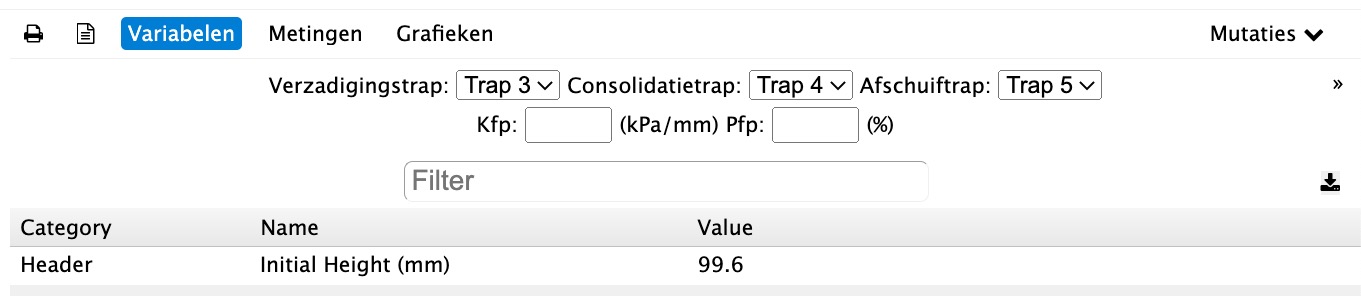 Variabelen Metingen Grafieken Mutaties
Verzadigingstrap: Trap 3 Consolidatietrap: Trap 4 Afschuiftrap: Trap 5 »
Kfp: (kPa/mm) Pfp: (%)
Filter
Category Name Value
Header Initial Height (mm) 99.6